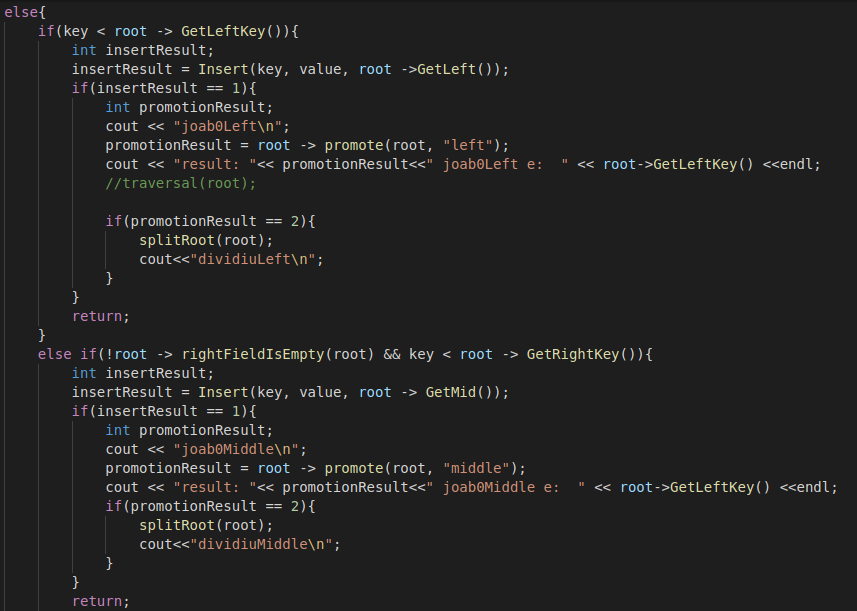 else{
    if(key < root -> GetLeftKey()){
        int insertResult;
        insertResult = Insert(key, value, root ->GetLeft());
        if(insertResult == 1){
            int promotionResult;
            cout << "joab0Left\n";
            promotionResult = root -> promote(root, "left");
            cout << "result: "<< promotionResult<<" joab0Left e:  " << root->GetLeftKey() <<endl;
            //traversal(root);

            if(promotionResult == 2){
                splitRoot(root);
                cout<<"dividiuLeft\n";
            }
        }
        return;
    }
    else if(!root -> rightFieldIsEmpty(root) && key < root -> GetRightKey()){
        int insertResult;
        insertResult = Insert(key, value, root -> GetMid());
        if(insertResult == 1){
            int promotionResult;
            cout << "joab0Middle\n";
            promotionResult = root -> promote(root, "middle");
            cout << "result: "<< promotionResult<<" joab0Middle e:  " << root->GetLeftKey() <<endl;
            if(promotionResult == 2){
                splitRoot(root);
                cout<<"dividiuMiddle\n";
            }
        }
        return;